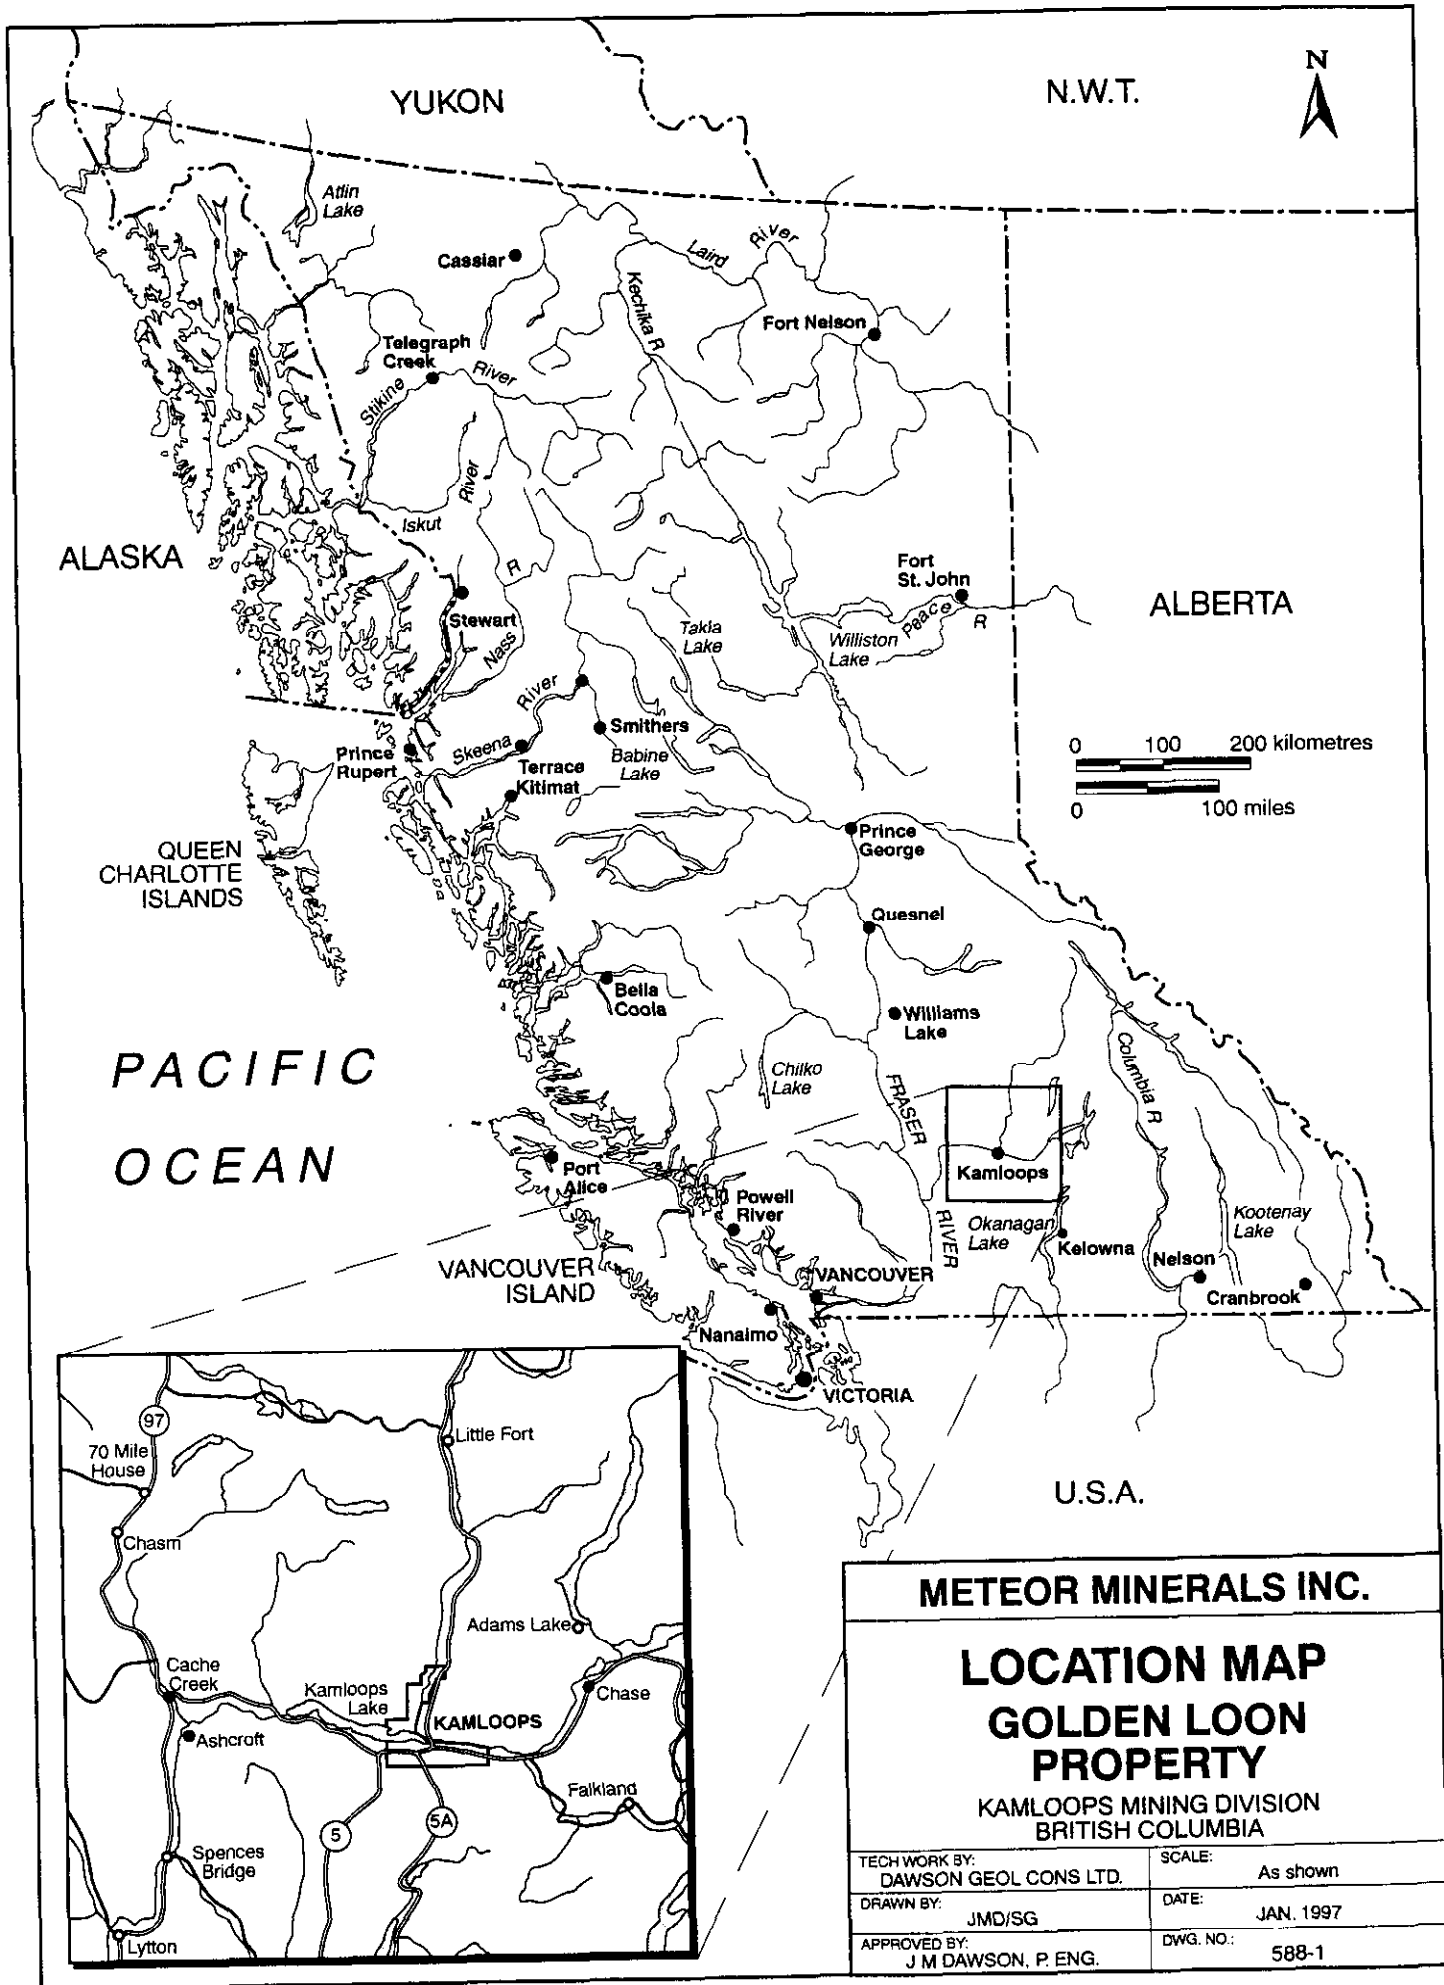 YUKON
N.W.T.
N
Atlin
Lake
Cassiar
Laird
River
Kechika R
Fort Nelson
Telegraph
Creek
Stikine
River
River
Iskut
R
ALASKA
Fort
St. John
Peace
R
ALBERTA
Stewart
Nass
Takla
Lake
Williston
Lake
River
Skeena
Smithers
Babine
Lake
Prince
Rupert
Terrace
Kitimat
0 100 200 kilometres
0 100 miles
Prince
George
QUEEN
CHARLOTTE
ISLANDS
Quesnel
Bella
Coola
Williams
Lake
PACIFIC
OCEAN
Chilko
Lake
FRASER
RIVER
Columbia R
Kamloops
Port
Alice
Powell
River
Okanagan
Lake
Kelowna
Kootenay
Lake
Nelson
Cranbrook
VANCOUVER
ISLAND
VANCOUVER
Nanaimo
VICTORIA
U.S.A.
97
70 Mile
House
Little Fort
Chasm
Adams Lake
Cache
Creek
Kamloops
Lake
Chase
KAMLOOPS
Ashcroft
Falkland
5
5A
Spences
Bridge
Lytton
METEOR MINERALS INC.
LOCATION MAP
GOLDEN LOON
PROPERTY
KAMLOOPS MINING DIVISION
BRITISH COLUMBIA
TECH WORK BY:
DAWSON GEOL CONS LTD.
SCALE:
As shown
DRAWN BY:
JMD/SG
DATE:
JAN. 1997
APPROVED BY:
J M DAWSON, P. ENG.
DWG. NO.:
588-1